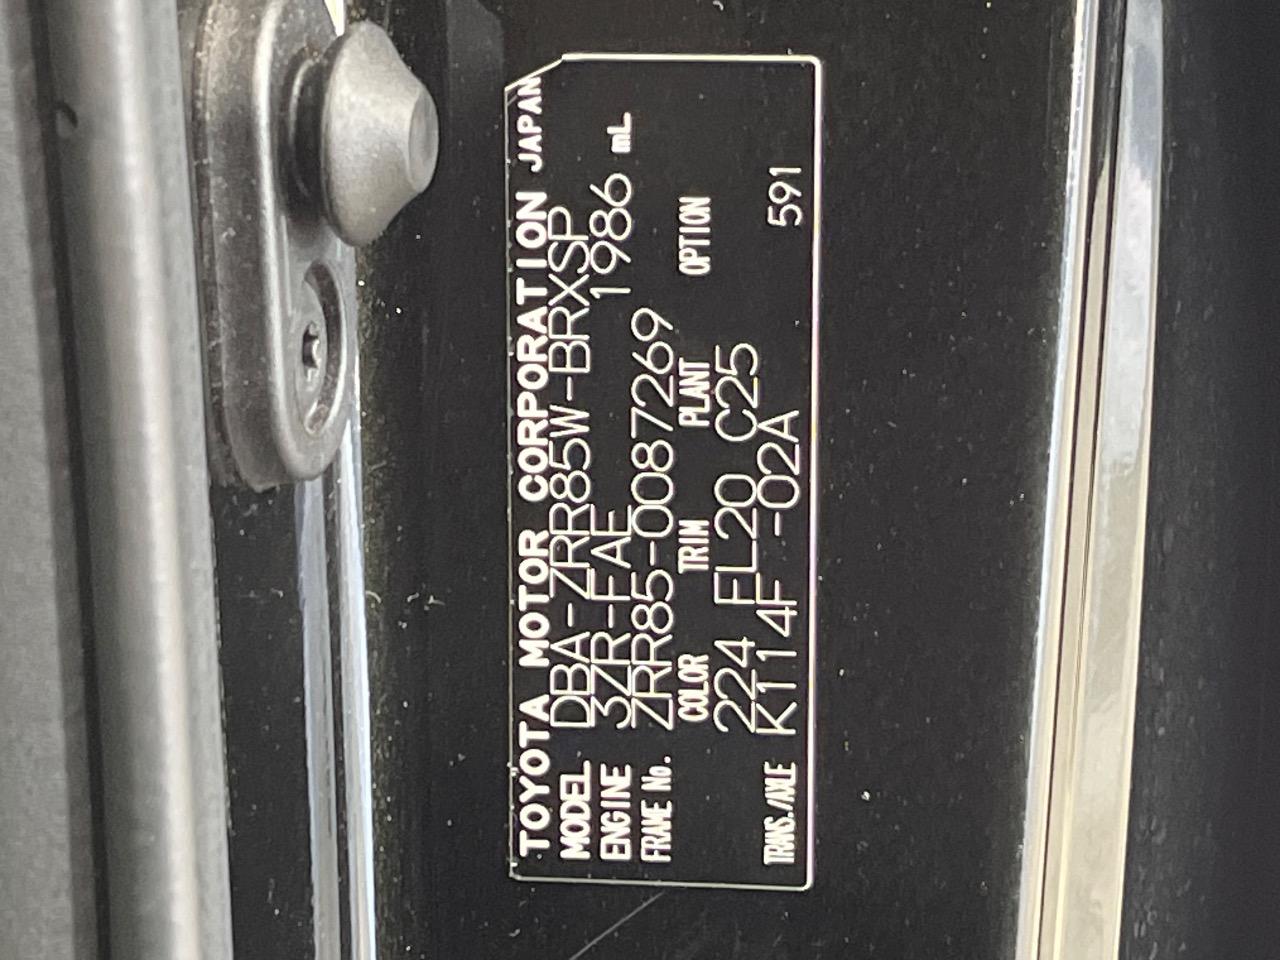 TOYOTA MOTOR CORPORATION JAPAN
MODEL DBA-ZRR85W-BRXSP
ENGINE 3ZR-FAE 1986 mL
FRAME No. ZRR85-0087269
COLOR TRIM PLANT OPTION
224 FL20 C25
TRANS./AXLE K114F -02A 591